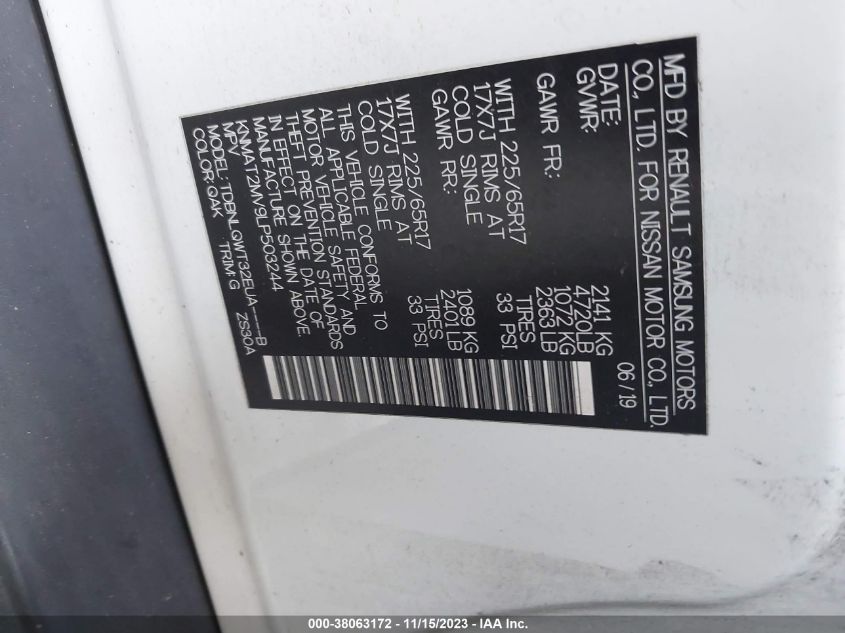 MFD BY RENAULT SAMSUNG MOTORS
CO., LTD. FOR NISSAN MOTOR CO., LTD.
DATE: 06/19
GVWR: 2141 KG
4720LB
GAWR FR: 1072 KG
2363 LB
WITH 225/65R17 TIRES
17X7J RIMS AT 33 PSI
COLD SINGLE
GAWR RR: 1089 KG
2401 LB
WITH 225/65R17 TIRES
17X7J RIMS AT 33 PSI
COLD SINGLE
THIS VEHICLE CONFORMS TO
ALL APPLICABLE FEDERAL
MOTOR VEHICLE SAFETY AND
THEFT PREVENTION STANDARDS
IN EFFECT ON THE DATE OF
MANUFACTURE SHOWN ABOVE.
KNMAT2MV9LP503244
MPV
MODEL: TDBNLQWT32EUA----B
COLOR:QAK TRIM:G ZS30A
000-38063172 - 11/15/2023 - IAA Inc.